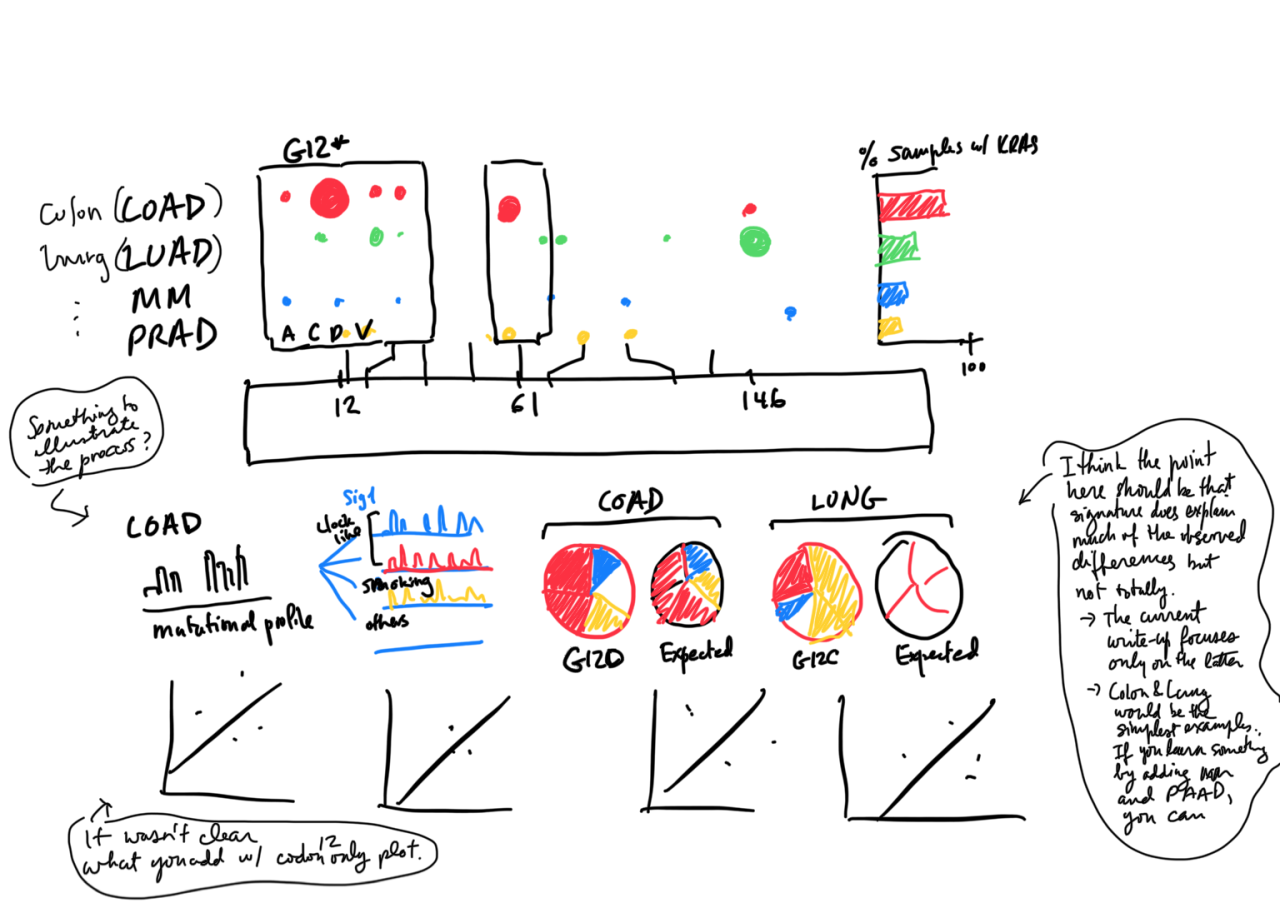 G12*
% samples w/ KRAS
Colon (COAD)
Lung (LUAD)
MM
PRAD
A C D V
100
12
61
146
Something to
illustrate
the process?
COAD
mutational profile
Sig1
clock
like
smoking
others
COAD
LUNG
G12D
Expected
G12C
Expected
I think the point
here should be that
signature does explain
much of the observed
differences but
not totally.
→ The current
write-up focuses
only on the latter
→ Colon & Lung
would be the
simplest examples.
If you learn something
by adding
and PAAD,
you can
It wasn't clear
what you add w/ codon 12 only plot.